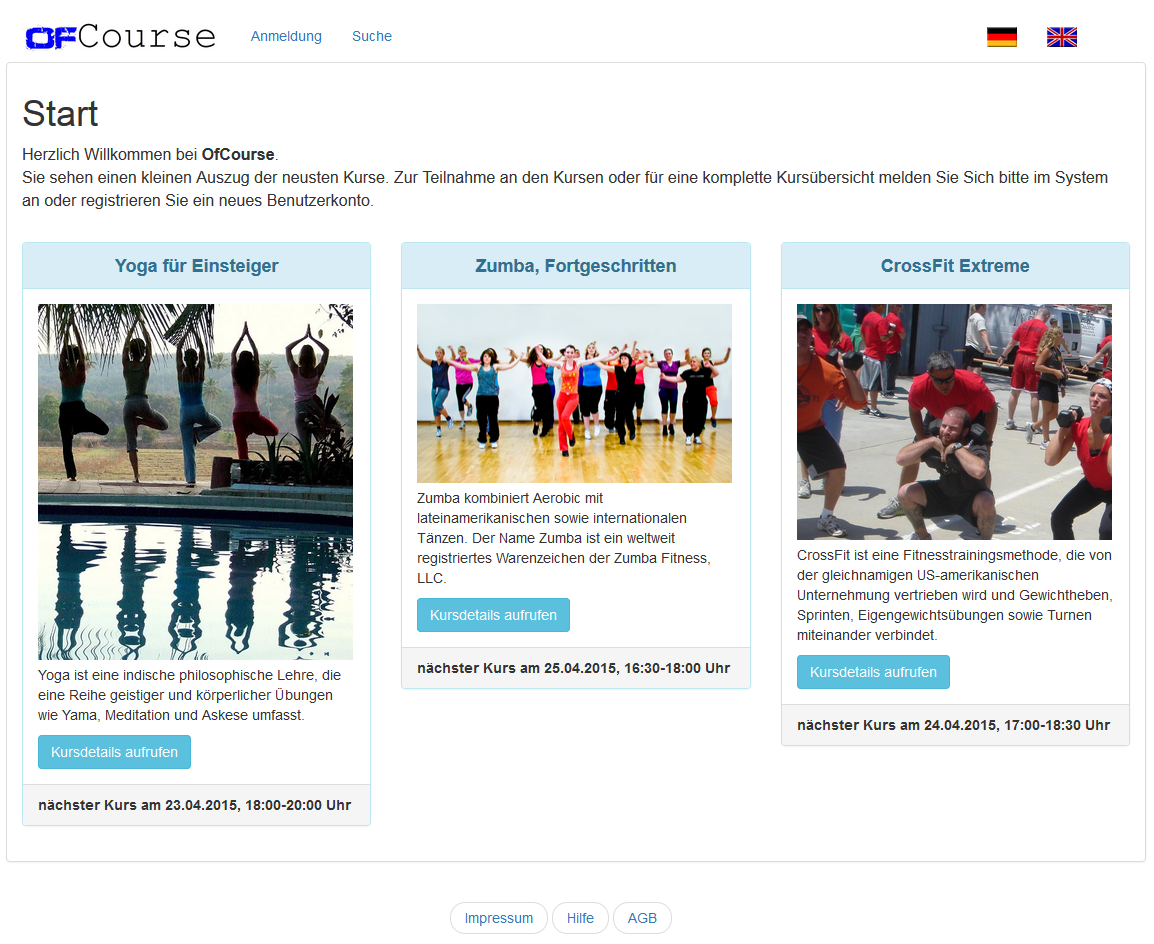 OFCourse Anmeldung Suche
Start
Herzlich Willkommen bei OfCourse.
Sie sehen einen kleinen Auszug der neusten Kurse. Zur Teilnahme an den Kursen oder für eine komplette Kursübersicht melden Sie Sich bitte im System
an oder registrieren Sie ein neues Benutzerkonto.
Yoga für Einsteiger
Yoga ist eine indische philosophische Lehre, die
eine Reihe geistiger und körperlicher Übungen
wie Yama, Meditation und Askese umfasst.
Kursdetails aufrufen
nächster Kurs am 23.04.2015, 18:00-20:00 Uhr
Zumba, Fortgeschritten
Zumba kombiniert Aerobic mit
lateinamerikanischen sowie internationalen
Tänzen. Der Name Zumba ist ein weltweit
registriertes Warenzeichen der Zumba Fitness,
LLC.
Kursdetails aufrufen
nächster Kurs am 25.04.2015, 16:30-18:00 Uhr
CrossFit Extreme
CrossFit ist eine Fitnesstrainingsmethode, die von
der gleichnamigen US-amerikanischen
Unternehmung vertrieben wird und Gewichtheben,
Sprinten, Eigengewichtsübungen sowie Turnen
miteinander verbindet.
Kursdetails aufrufen
nächster Kurs am 24.04.2015, 17:00-18:30 Uhr
Impressum Hilfe AGB